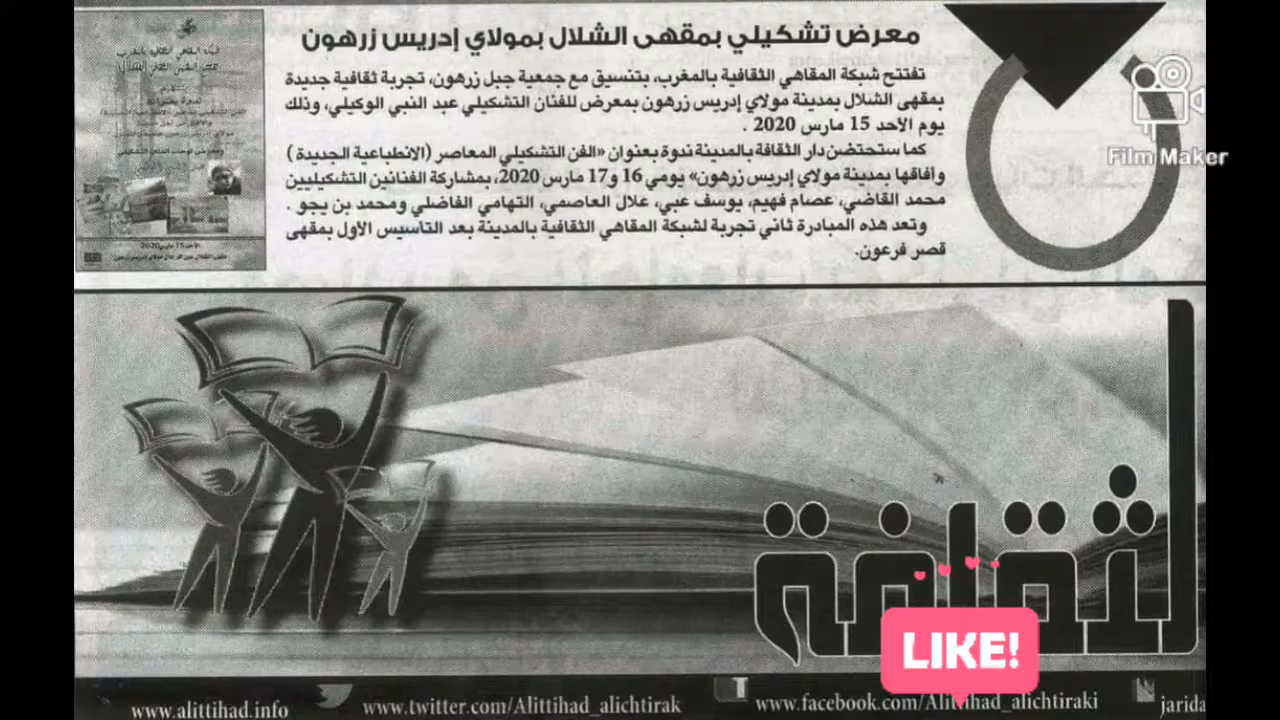 معرض تشكيلي بمقهى الشلال بمولاي إدريس زرهون
تفتتح شبكة المقاهي الثقافية بالمغرب، بتنسيق مع جمعية جبل زرهون، تجربة ثقافية جديدة
بمقهى الشلال بمدينة مولاي إدريس زرهون بمعرض للفنان التشكيلي عبد النبي الوكيلي، وذلك
يوم الأحد 15 مارس 2020 .
كما ستحتضن دار الثقافة بالمدينة ندوة بعنوان «الفن التشكيلي المعاصر (الانطباعية الجديدة)
وأفاقها بمدينة مولاي إدريس زرهون» يومي 16 و17 مارس 2020، بمشاركة الفنانين التشكيليين
محمد القاضي، عصام فهيم، يوسف عبي، علال العاصمي، التهامي الفاضلي ومحمد بن يجو .
وتعد هذه المبادرة ثاني تجربة لشبكة المقاهي الثقافية بالمدينة بعد التاسيس الأول بمقهى
قصر فرعون.
Film Maker
لثقافة
LIKE!
www.alittihad.info
www.twitter.com/Alittihad_alichtirak
www.facebook.com/Alittihad_alichtiraki
jarida